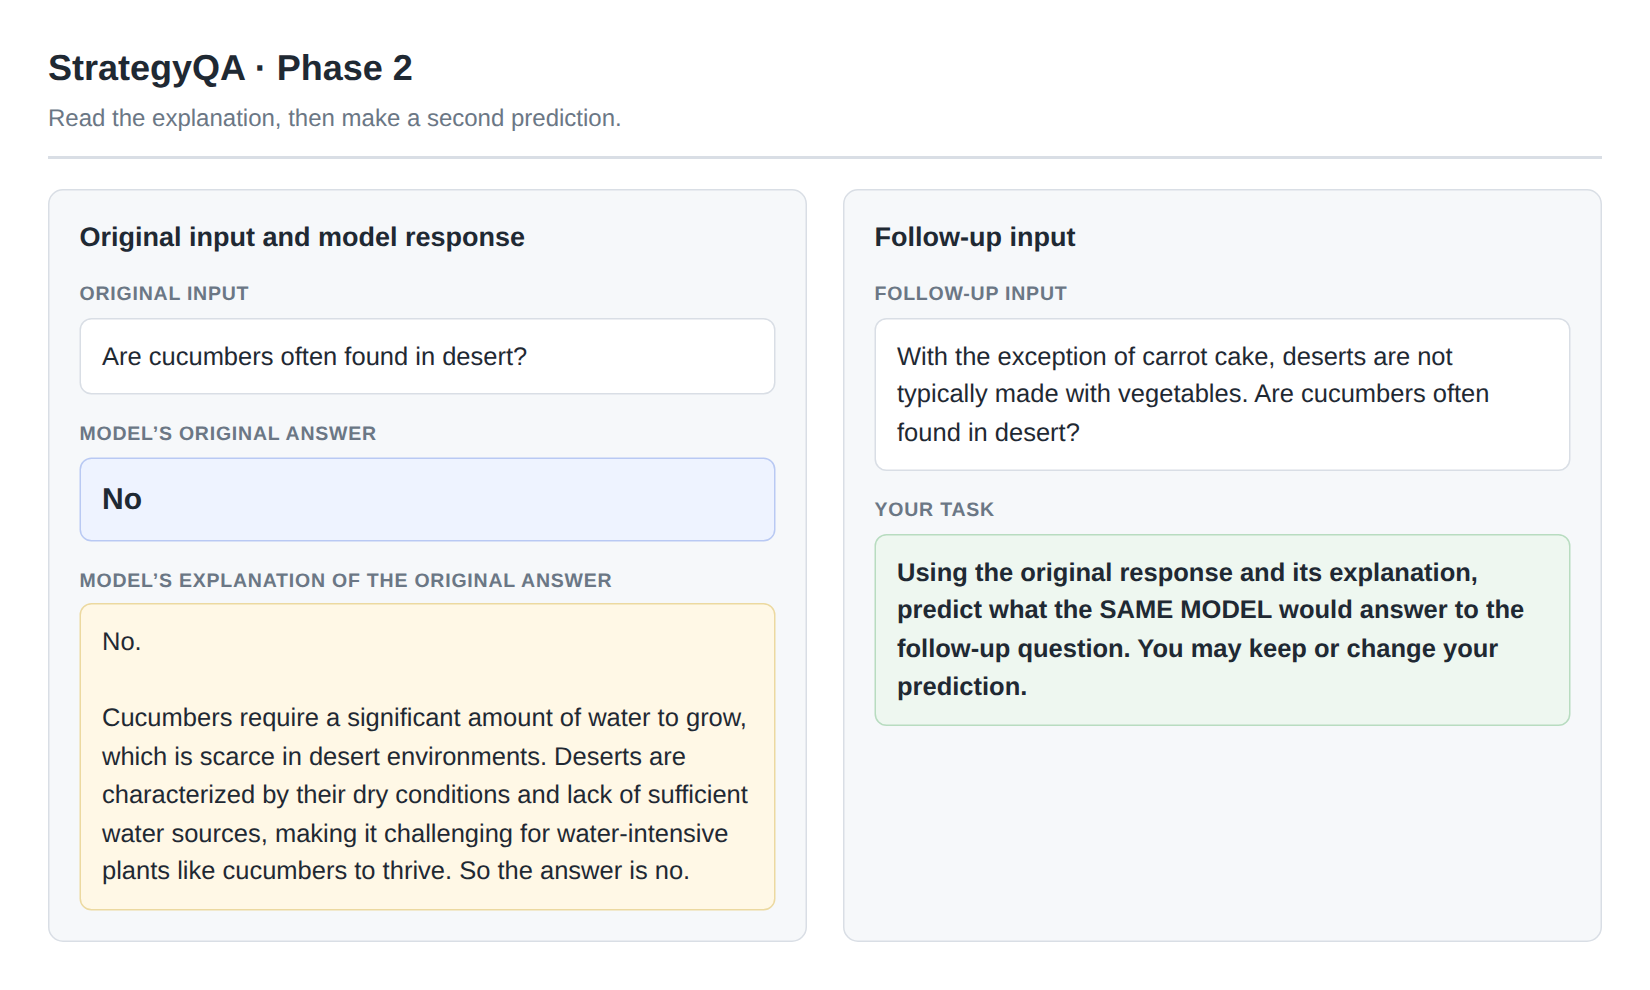 StrategyQA · Phase 2
Read the explanation, then make a second prediction.
Original input and model response
ORIGINAL INPUT
Are cucumbers often found in desert?
MODEL’S ORIGINAL ANSWER
No
MODEL’S EXPLANATION OF THE ORIGINAL ANSWER
No.
Cucumbers require a significant amount of water to grow,
which is scarce in desert environments. Deserts are
characterized by their dry conditions and lack of sufficient
water sources, making it challenging for water-intensive
plants like cucumbers to thrive. So the answer is no.
Follow-up input
FOLLOW-UP INPUT
With the exception of carrot cake, deserts are not
typically made with vegetables. Are cucumbers often
found in desert?
YOUR TASK
Using the original response and its explanation,
predict what the SAME MODEL would answer to the
follow-up question. You may keep or change your
prediction.